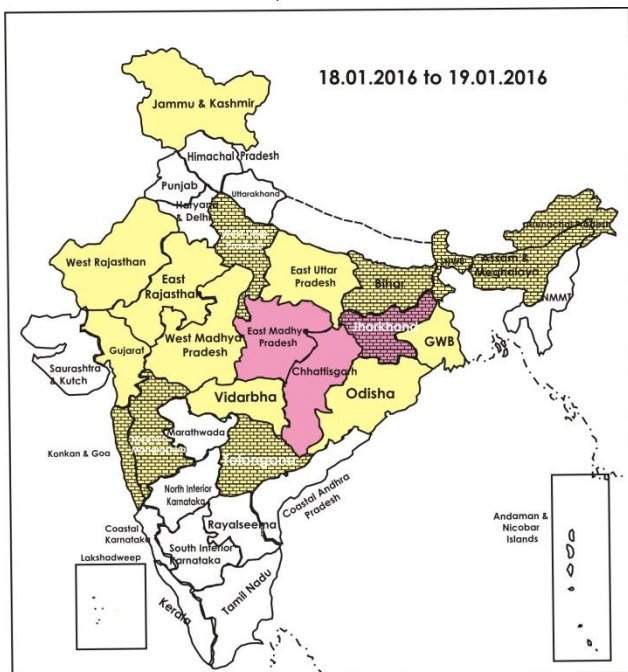 18.01.2016 to 19.01.2016
Jammu & Kashmir
Himachal Pradesh
Punjab
Uttarakhand
Haryana
& Delhi
West Rajasthan
East
Rajasthan
East Uttar
Pradesh
Bihar
Arunachal Pradesh
Assam &
Meghalaya
NMMT
Jharkhand
East Madhya
Pradesh
West Madhya
Pradesh
Gujarat
GWB
Chhattisgarh
Saurashtra
& Kutch
Vidarbha
Odisha
Marathwada
Konkan & Goa
Telangana
North Interior
Karnataka
Coastal Andhra
Pradesh
Rayalseema
Coastal
Karnataka
South Interior
Karnataka
Andaman &
Nicobar
Islands
Lakshadweep
Kerala
Tamil Nadu